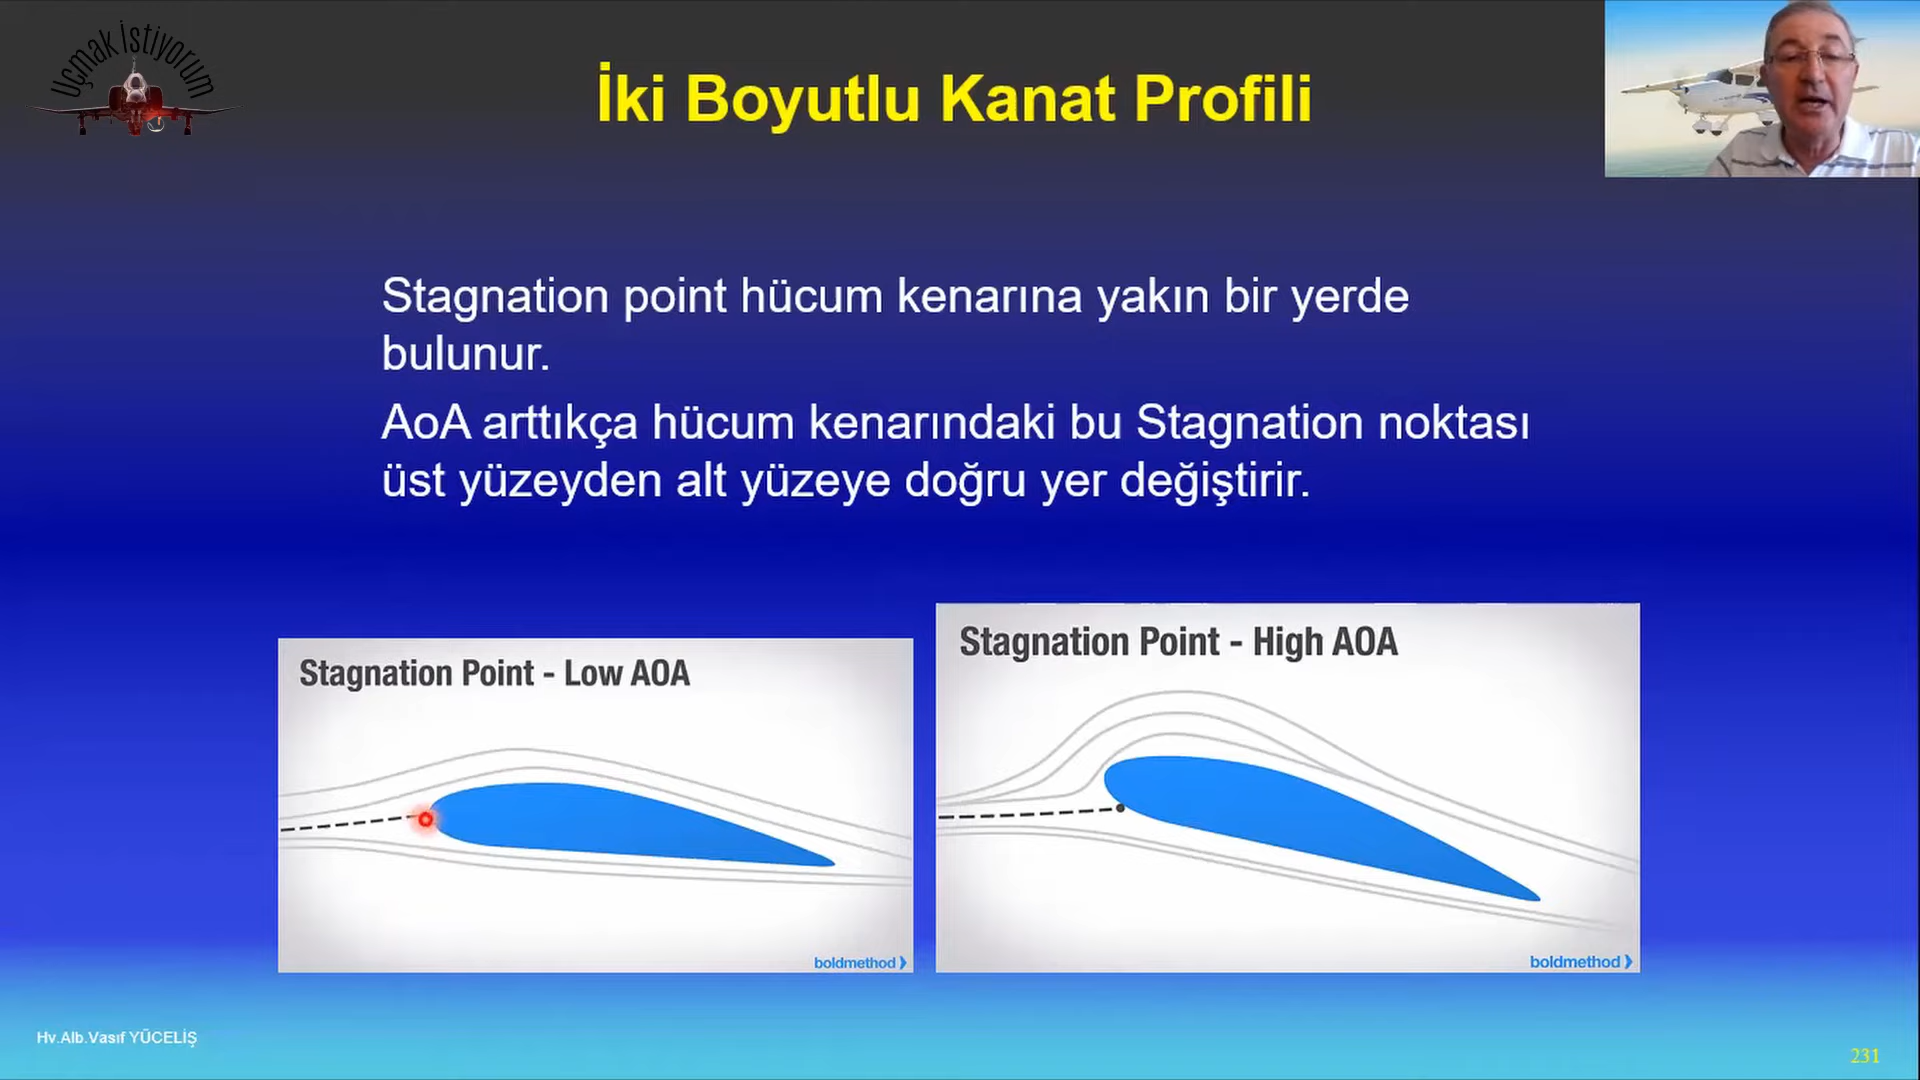 Uçmak İstiyorum
İki Boyutlu Kanat Profili
Stagnation point hücum kenarına yakın bir yerde
bulunur.
AoA arttıkça hücum kenarındaki bu Stagnation noktası
üst yüzeyden alt yüzeye doğru yer değiştirir.
Stagnation Point - Low AOA
boldmethod
Stagnation Point - High AOA
boldmethod
Hv.Alb.Vasıf YÜCELİŞ
231